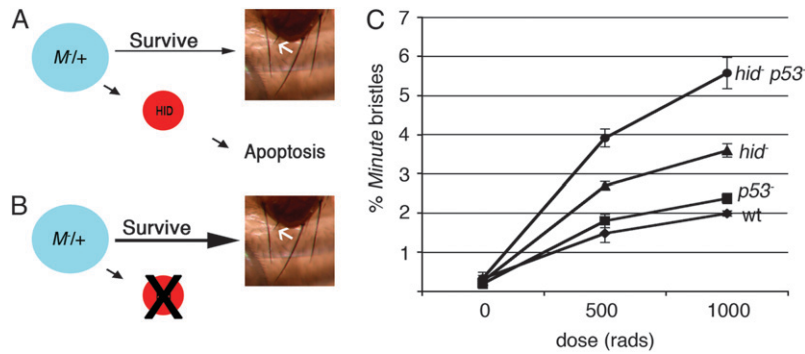 A
M-/+
Survive
HID
Apoptosis
B
M-/+
Survive
X
C
% Minute bristles
7
6
5
4
3
2
1
hid- p53-
hid-
p53-
wt
0 500 1000
dose (rads)